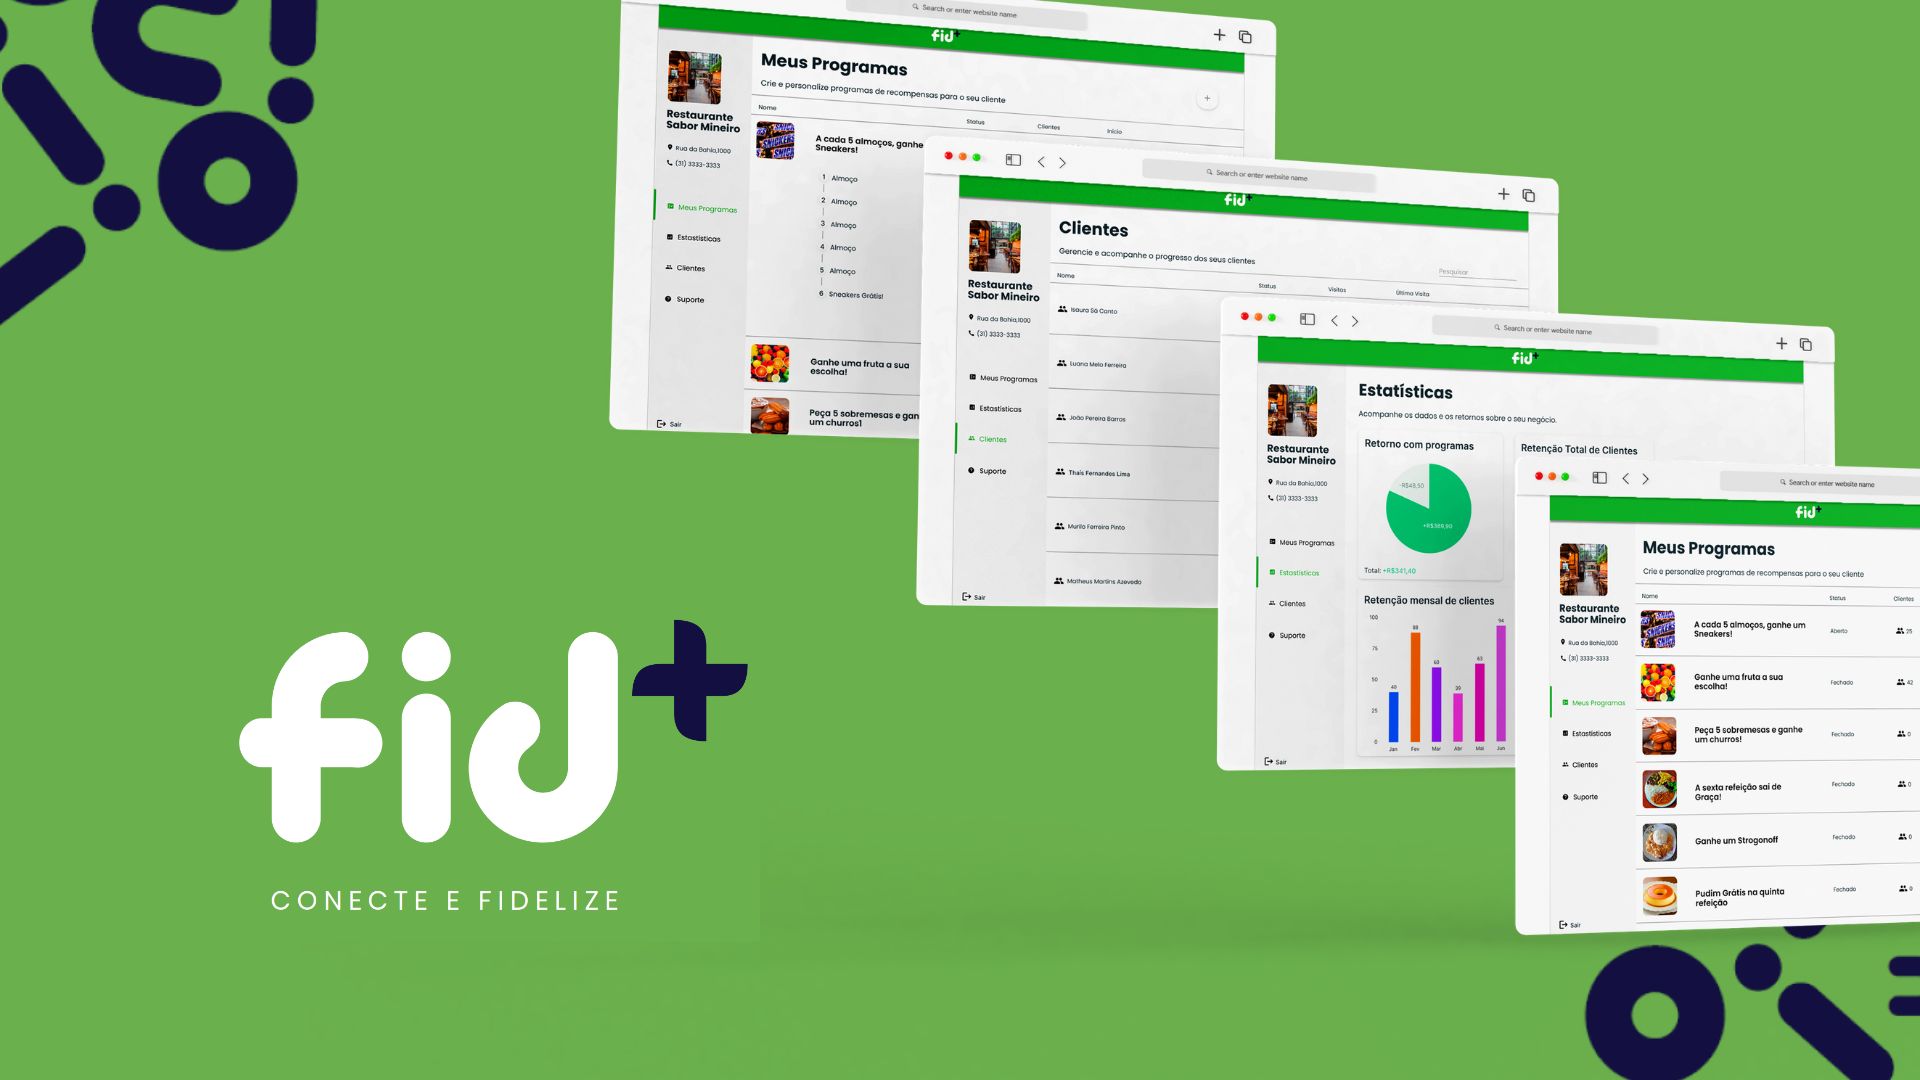 Search or enter website name
fid+
Meus Programas
Crie e personalize programas de recompensas para o seu cliente
Restaurante
Sabor Mineiro
Rua da Bahia,1000
(31) 3333-3333
Meus Programas
Estastísticas
Clientes
Suporte
Sair
Nome
Status
Clientes
Início
A cada 5 almoços, ganhe
Sneakers!
1 Almoço
2 Almoço
3 Almoço
4 Almoço
5 Almoço
6 Sneakers Grátis!
Ganhe uma fruta a sua
escolha!
Peça 5 sobremesas e gan
um churros1
Search or enter website name
fid+
Clientes
Gerencie e acompanhe o progresso dos seus clientes
Pesquisar
Restaurante
Sabor Mineiro
Rua da Bahia,1000
(31) 3333-3333
Meus Programas
Estastísticas
Clientes
Suporte
Sair
Nome
Status
Visitas
Última Visita
Isaura Sá Canto
Luana Melo Ferreira
João Pereira Barros
Thaís Fernandes Lima
Murilo Ferreira Pinto
Matheus Martins Azevedo
Search or enter website name
fid+
Estatísticas
Acompanhe os dados e os retornos sobre o seu negócio.
Restaurante
Sabor Mineiro
Rua da Bahia,1000
(31) 3333-3333
Meus Programas
Estastísticas
Clientes
Suporte
Sair
Retorno com programas
-R$48,50
+R$389,90
Total: +R$341,40
Retenção Total de Clientes
Retenção mensal de clientes
100
75
50
25
0
40
88
60
39
63
94
Jan
Fev
Mar
Abr
Mai
Jun
Search or enter website name
fid+
Meus Programas
Crie e personalize programas de recompensas para o seu cliente
Restaurante
Sabor Mineiro
Rua da Bahia,1000
(31) 3333-3333
Meus Programas
Estastísticas
Clientes
Suporte
Sair
Nome
Status
Clientes
A cada 5 almoços, ganhe um
Sneakers!
Aberto
25
Ganhe uma fruta a sua
escolha!
Fechado
42
Peça 5 sobremesas e ganhe
um churros!
Fechado
0
A sexta refeição sai de
Graça!
Fechado
0
Ganhe um Strogonoff
Fechado
0
Pudim Grátis na quinta
refeição
Fechado
0
fid+
CONECTE E FIDELIZE